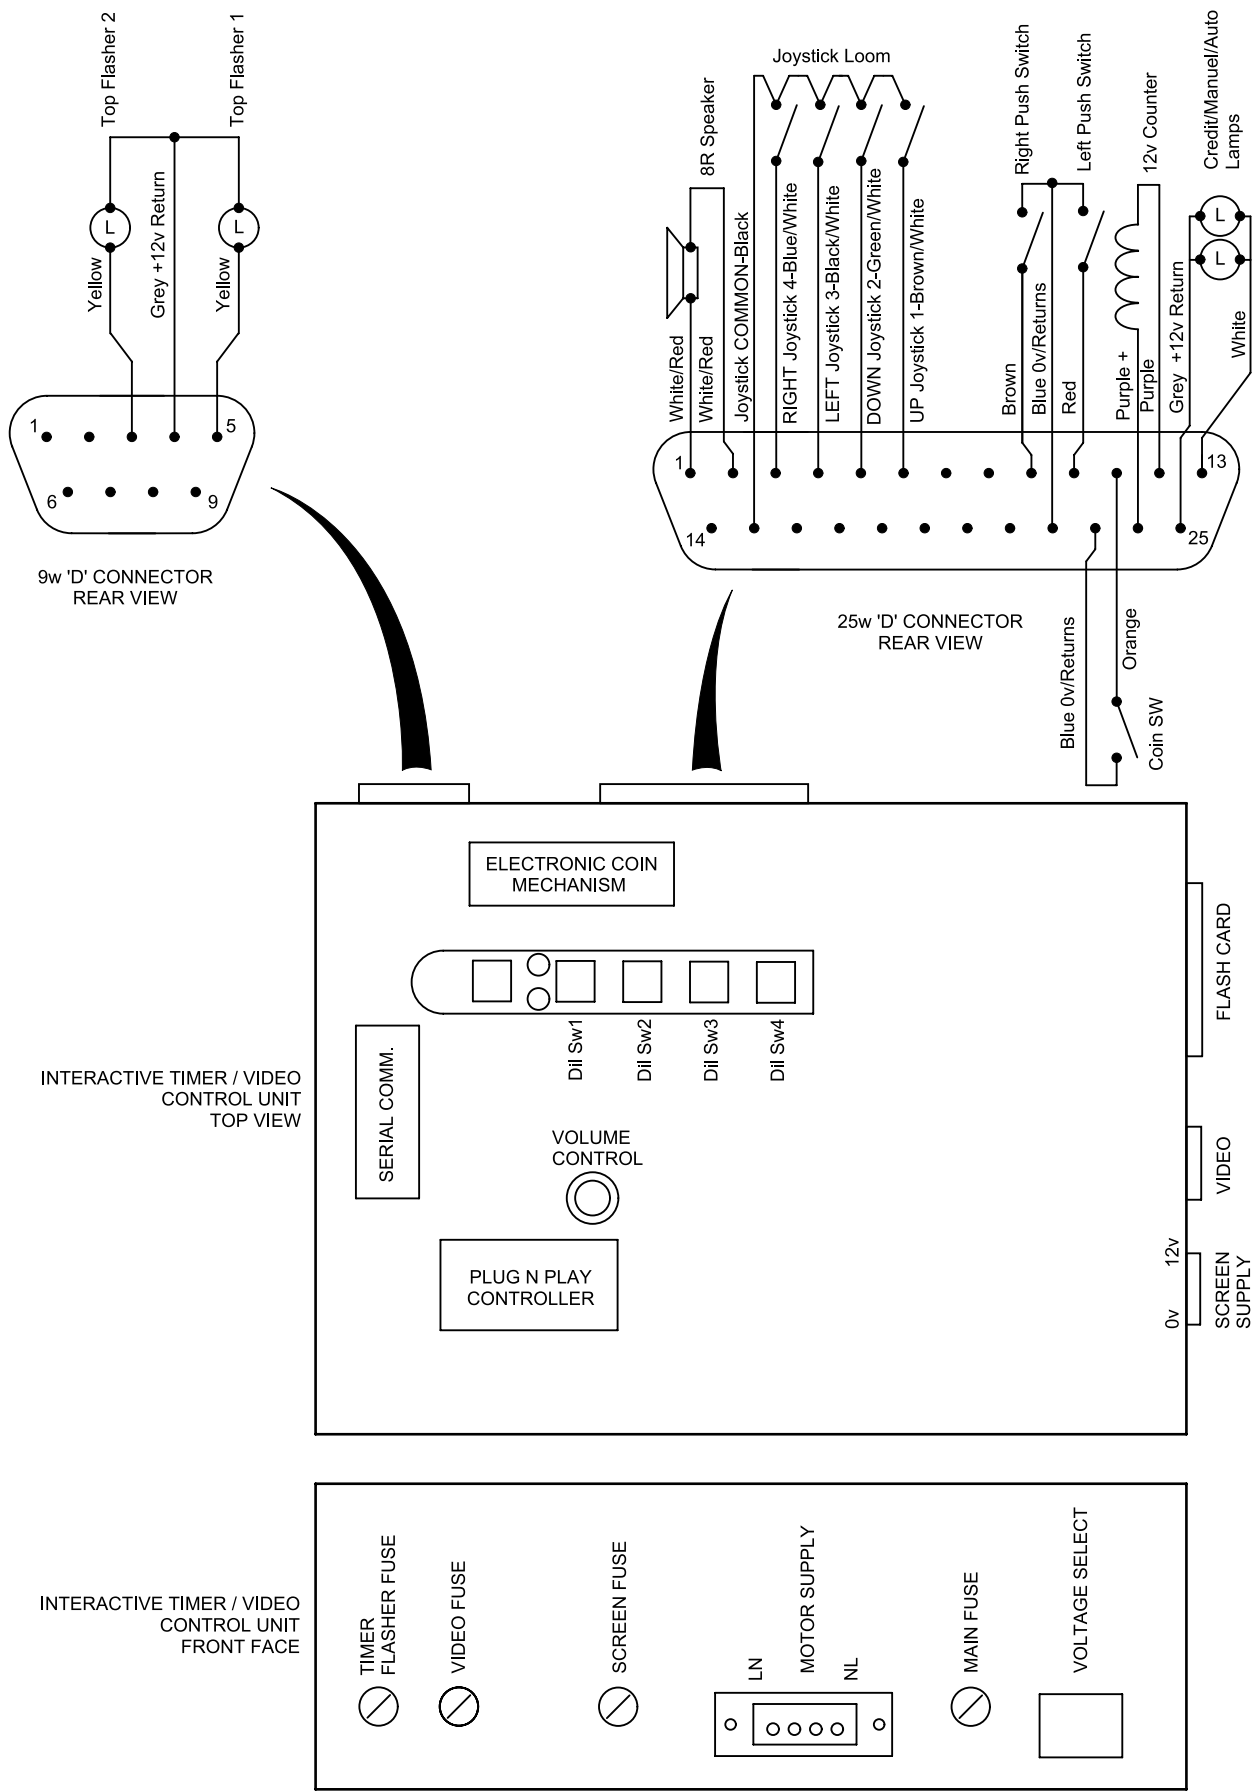 Top Flasher 2
Top Flasher 1
L
L
Yellow
Grey +12v Return
Yellow
1
5
6
9
9w 'D' CONNECTOR
REAR VIEW
8R Speaker
Joystick Loom
Right Push Switch
Left Push Switch
12v Counter
Credit/Manuel/Auto
Lamps
L
L
White/Red
White/Red
Joystick COMMON-Black
RIGHT Joystick 4-Blue/White
LEFT Joystick 3-Black/White
DOWN Joystick 2-Green/White
UP Joystick 1-Brown/White
Brown
Blue 0v/Returns
Red
Purple +
Purple
Grey +12v Return
White
1
13
14
25
25w 'D' CONNECTOR
REAR VIEW
Blue 0v/Returns
Orange
Coin SW
ELECTRONIC COIN
MECHANISM
Dil Sw1
Dil Sw2
Dil Sw3
Dil Sw4
FLASH CARD
INTERACTIVE TIMER / VIDEO
CONTROL UNIT
TOP VIEW
SERIAL COMM.
VOLUME
CONTROL
VIDEO
PLUG N PLAY
CONTROLLER
12v
0v
SCREEN
SUPPLY
INTERACTIVE TIMER / VIDEO
CONTROL UNIT
FRONT FACE
TIMER
FLASHER FUSE
VIDEO FUSE
SCREEN FUSE
LN
MOTOR SUPPLY
NL
MAIN FUSE
VOLTAGE SELECT